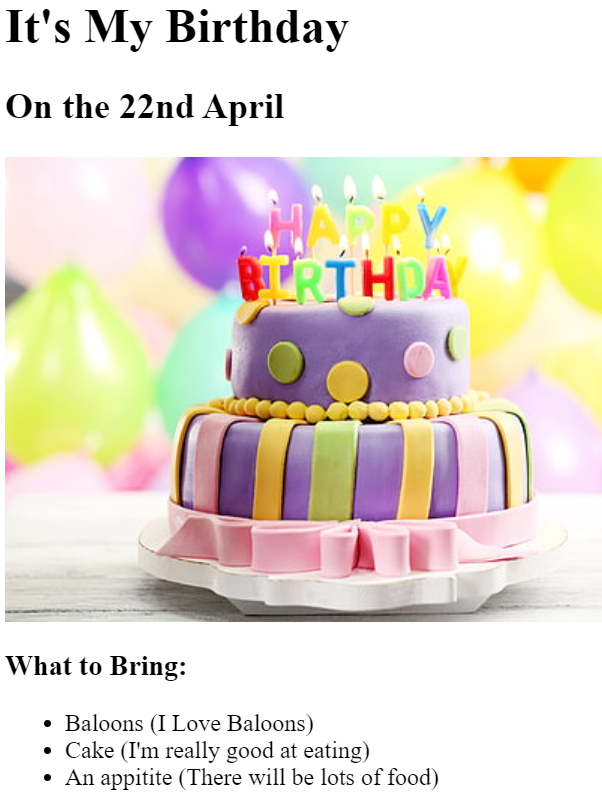 It's My Birthday
On the 22nd April
HAPPY
BIRTHDAY
What to Bring:
Baloons (I Love Baloons)
Cake (I'm really good at eating)
An appitite (There will be lots of food)